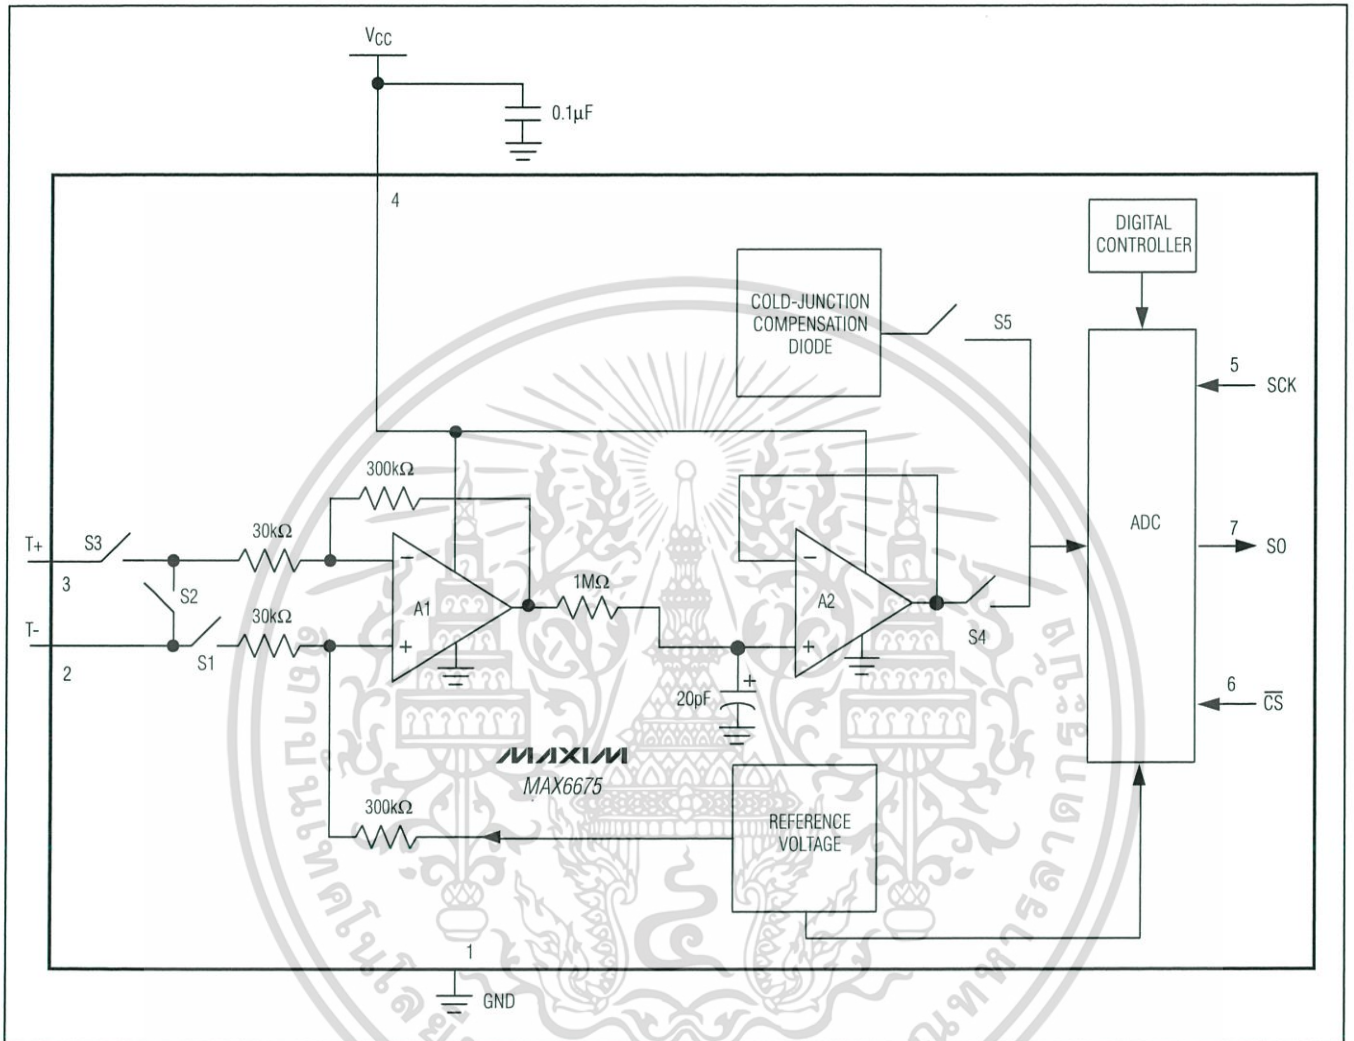 VCC
0.1µF
4
DIGITAL
CONTROLLER
COLD-JUNCTION
COMPENSATION
DIODE
S5
5
SCK
300kΩ
30kΩ
T+
S3
3
S2
A1
1MΩ
A2
ADC
7
SO
30kΩ
T-
S1
2
S4
20pF
6
CS
MAXIM
MAX6675
300kΩ
REFERENCE
VOLTAGE
1
GND